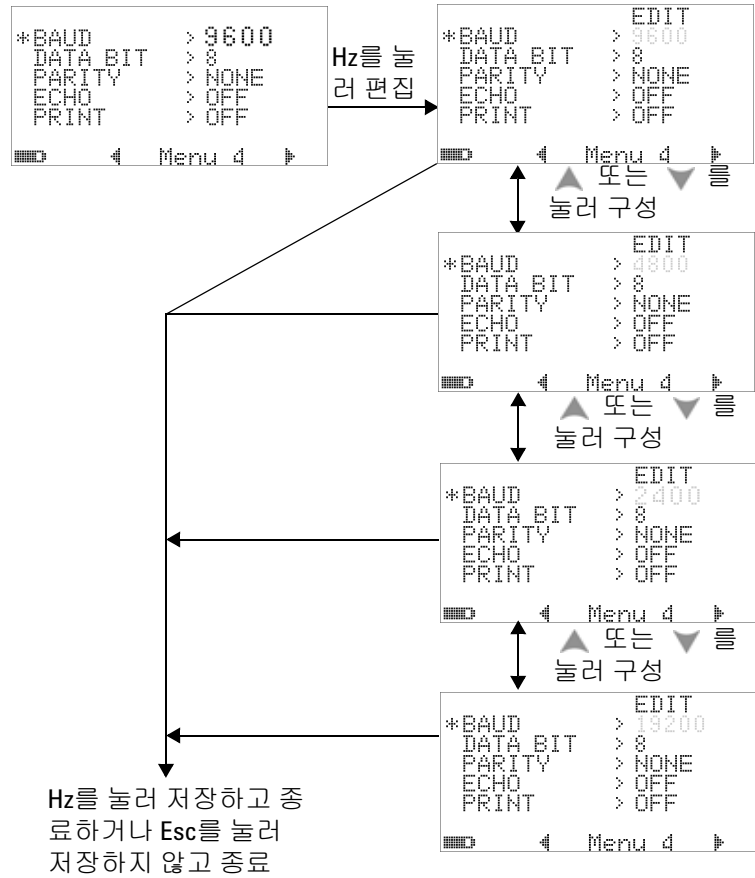 *BAUD > 9600
DATA BIT > 8
PARITY > NONE
ECHO > OFF
PRINT > OFF
Menu 4
Hz를 눌
러 편집
EDIT
*BAUD > 9600
DATA BIT > 8
PARITY > NONE
ECHO > OFF
PRINT > OFF
Menu 4
또는 를
눌러 구성
EDIT
*BAUD > 4800
DATA BIT > 8
PARITY > NONE
ECHO > OFF
PRINT > OFF
Menu 4
또는 를
눌러 구성
EDIT
*BAUD > 2400
DATA BIT > 8
PARITY > NONE
ECHO > OFF
PRINT > OFF
Menu 4
또는 를
눌러 구성
EDIT
*BAUD > 19200
DATA BIT > 8
PARITY > NONE
ECHO > OFF
PRINT > OFF
Menu 4
Hz를 눌러 저장하고 종
료하거나 Esc를 눌러
저장하지 않고 종료